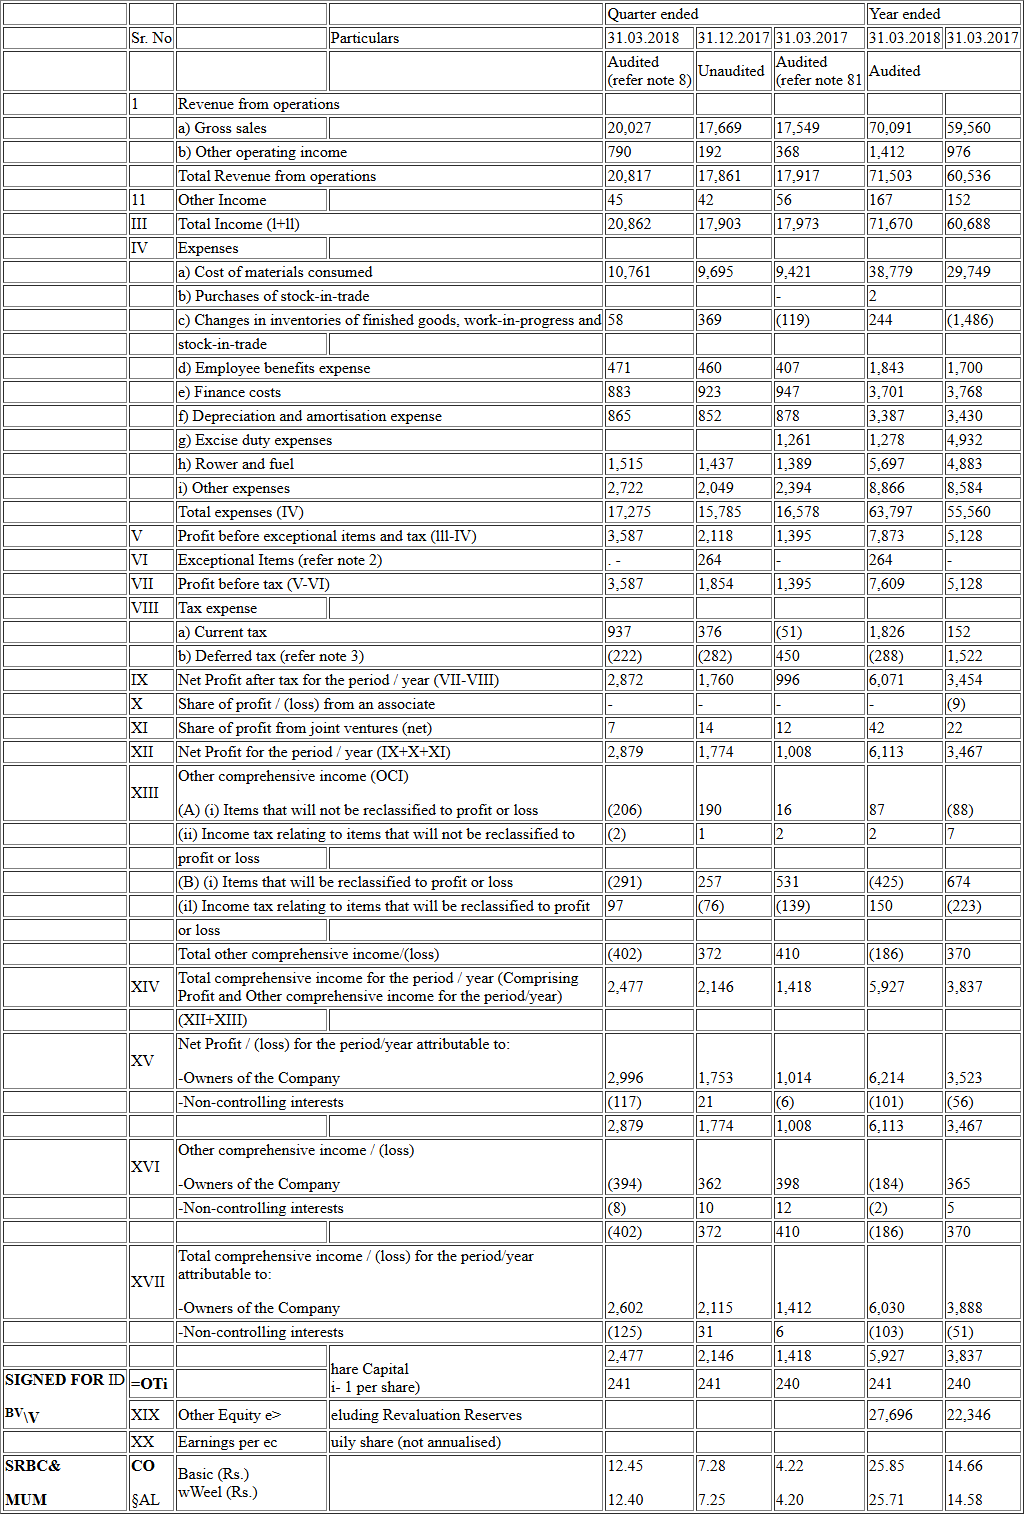 Quarter ended Year ended
Sr. No Particulars 31.03.2018 31.12.2017 31.03.2017 31.03.2018 31.03.2017
Audited (refer note 8) Unaudited Audited (refer note 81 Audited
1 Revenue from operations
a) Gross sales 20,027 17,669 17,549 70,091 59,560
b) Other operating income 790 192 368 1,412 976
Total Revenue from operations 20,817 17,861 17,917 71,503 60,536
11 Other Income 45 42 56 167 152
III Total Income (1+ll) 20,862 17,903 17,973 71,670 60,688
IV Expenses
a) Cost of materials consumed 10,761 9,695 9,421 38,779 29,749
b) Purchases of stock-in-trade - 2
c) Changes in inventories of finished goods, work-in-progress and 58 369 (119) 244 (1,486)
stock-in-trade
d) Employee benefits expense 471 460 407 1,843 1,700
e) Finance costs 883 923 947 3,701 3,768
f) Depreciation and amortisation expense 865 852 878 3,387 3,430
g) Excise duty expenses 1,261 1,278 4,932
h) Rower and fuel 1,515 1,437 1,389 5,697 4,883
i) Other expenses 2,722 2,049 2,394 8,866 8,584
Total expenses (IV) 17,275 15,785 16,578 63,797 55,560
V Profit before exceptional items and tax (lll-IV) 3,587 2,118 1,395 7,873 5,128
VI Exceptional Items (refer note 2) . - 264 - 264 -
VII Profit before tax (V-VI) 3,587 1,854 1,395 7,609 5,128
VIII Tax expense
a) Current tax 937 376 (51) 1,826 152
b) Deferred tax (refer note 3) (222) (282) 450 (288) 1,522
IX Net Profit after tax for the period / year (VII-VIII) 2,872 1,760 996 6,071 3,454
X Share of profit / (loss) from an associate - - - - (9)
XI Share of profit from joint ventures (net) 7 14 12 42 22
XII Net Profit for the period / year (IX+X+XI) 2,879 1,774 1,008 6,113 3,467
XIII Other comprehensive income (OCI)
(A) (i) Items that will not be reclassified to profit or loss (206) 190 16 87 (88)
(ii) Income tax relating to items that will not be reclassified to (2) 1 2 2 7
profit or loss
(B) (i) Items that will be reclassified to profit or loss (291) 257 531 (425) 674
(il) Income tax relating to items that will be reclassified to profit 97 (76) (139) 150 (223)
or loss
Total other comprehensive income/(loss) (402) 372 410 (186) 370
XIV Total comprehensive income for the period / year (Comprising
Profit and Other comprehensive income for the period/year) 2,477 2,146 1,418 5,927 3,837
(XII+XIII)
XV Net Profit / (loss) for the period/year attributable to:
-Owners of the Company 2,996 1,753 1,014 6,214 3,523
-Non-controlling interests (117) 21 (6) (101) (56)
2,879 1,774 1,008 6,113 3,467
XVI Other comprehensive income / (loss)
-Owners of the Company (394) 362 398 (184) 365
-Non-controlling interests (8) 10 12 (2) 5
(402) 372 410 (186) 370
XVII Total comprehensive income / (loss) for the period/year
attributable to:
-Owners of the Company 2,602 2,115 1,412 6,030 3,888
-Non-controlling interests (125) 31 6 (103) (51)
2,477 2,146 1,418 5,927 3,837
hare Capital
SIGNED FOR ID =OTi i- 1 per share) 241 241 240 241 240
BV\V XIX Other Equity e> eluding Revaluation Reserves 27,696 22,346
XX Earnings per ec uily share (not annualised)
SRBC& CO Basic (Rs.) 12.45 7.28 4.22 25.85 14.66
MUM §AL wWeel (Rs.) 12.40 7.25 4.20 25.71 14.58